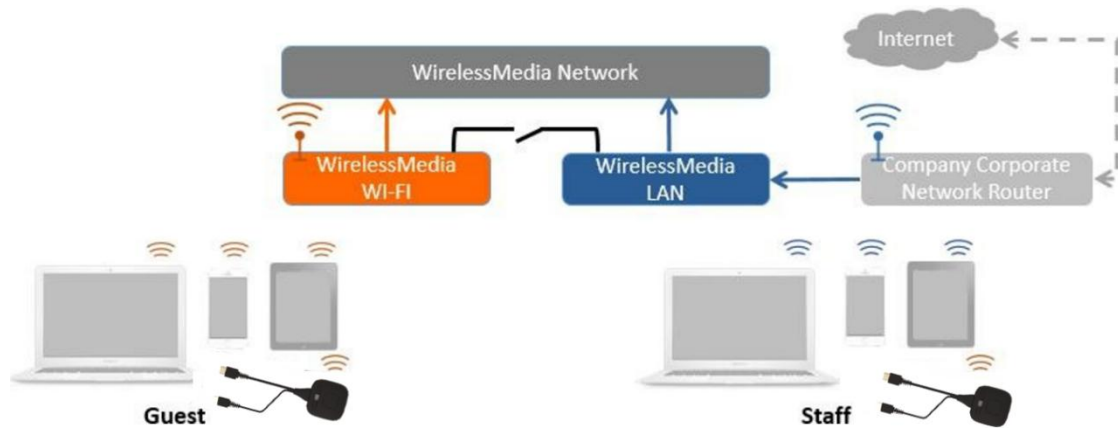 Internet
WirelessMedia Network
WirelessMedia
WI-FI
WirelessMedia
LAN
Company Corporate
Network Router
Guest
Staff